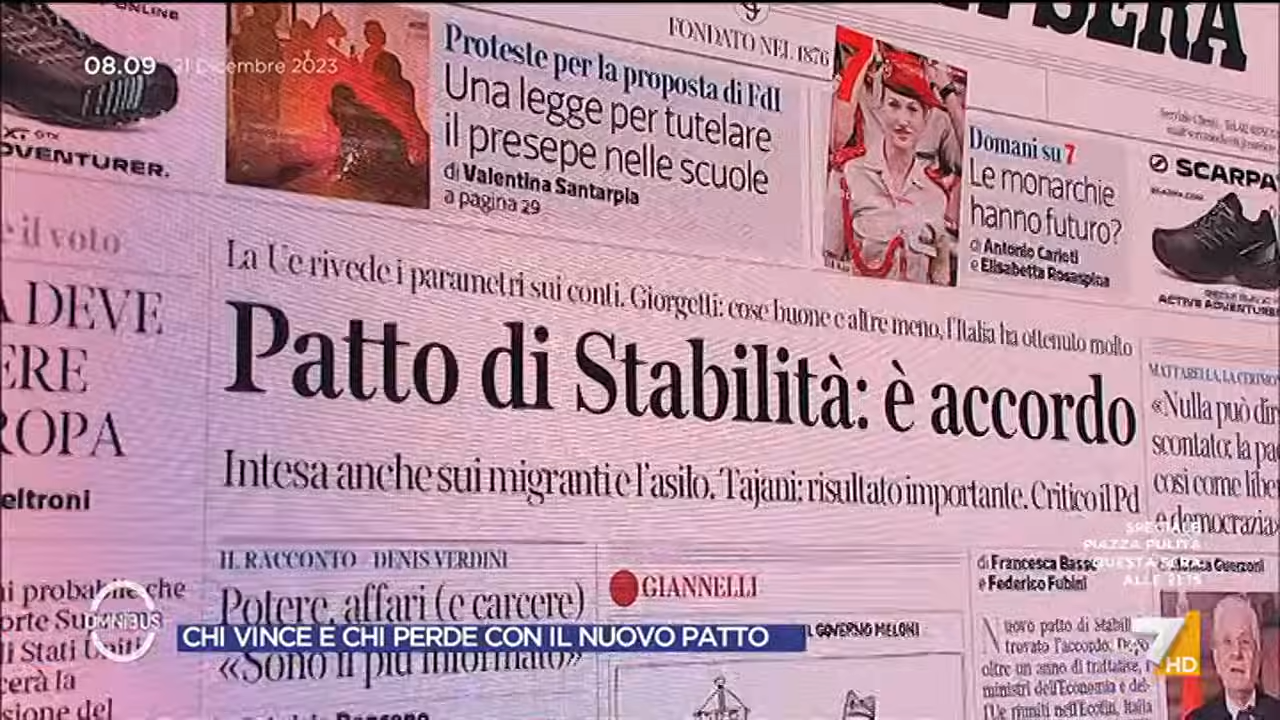 ONLINE
08.09 21 Dicembre 2023
GTX
ADVENTURER.
FONDATO NEL 1876
SERA
Proteste per la proposta di FdI
Una legge per tutelare
il presepe nelle scuole
di Valentina Santarpia
a pagina 29
7
Domani su 7
Le monarchie
hanno futuro?
di Antonio Carioti
e Elisabetta Rosaspina
SCARPA
e il voto
A DEVE
ERE
ROPA
eltroni
La Ue rivede i parametri sui conti. Giorgetti: cose buone e altre meno, l'Italia ha ottenuto molto
Patto di Stabilità: è accordo
Intesa anche sui migranti e l'asilo. Tajani: risultato importante. Critico il Pd
MATTARELLA, LA CERIMON
«Nulla può dir
scontato: la pa
così come liber
e democrazia»
SPECIALE
PIAZZA PULITA
QUESTA SERA
ALLE 21.15
i probabile che
orte Su
i Stati Uniti
cerà la
sione del
IL RACCONTO DENIS VERDINI
Potere, affari (e carcere)
«Sono il più informato»
GIANNELLI
IL GOVERNO MELONI
di Francesca Basso
e Federico Fubini
Guerzoni
Nuovo patto di Stabili
trovato l'accordo. Dopo
oltre un anno di trattative, i
ministri dell'Economia e del-
l'Ue riuniti nell'Ecofin, Italia
OMNIBUS
CHI VINCE E CHI PERDE CON IL NUOVO PATTO
7 HD